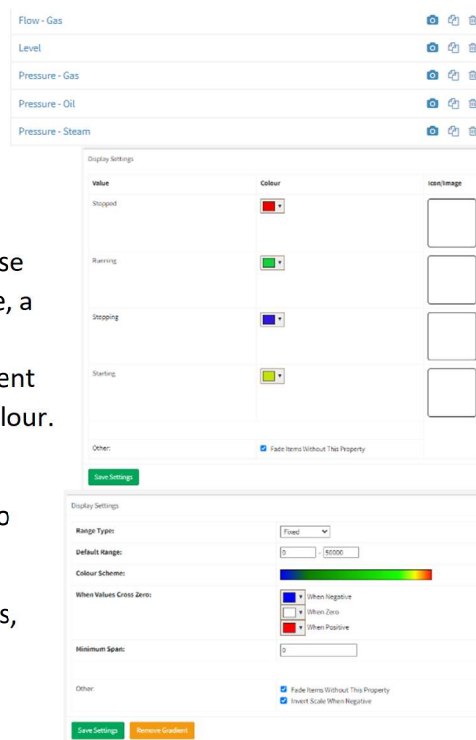 Flow - Gas
Level
Pressure - Gas
Pressure - Oil
Pressure - Steam
Display Settings
Value Colour Icon/Image
Stopped
se
Running
e, a
Stopping
ent
Starting
lour.
Other: Fade Items Without This Property
Save Settings
Display Settings
o
Range Type: Fixed
Default Range: 0 - 50000
Colour Scheme:
When Values Cross Zero: When Negative
s,
When Zero
When Positive
Minimum Span: 0
Other: Fade Items Without This Property
Invert Scale When Negative
Save Settings Remove Gradient